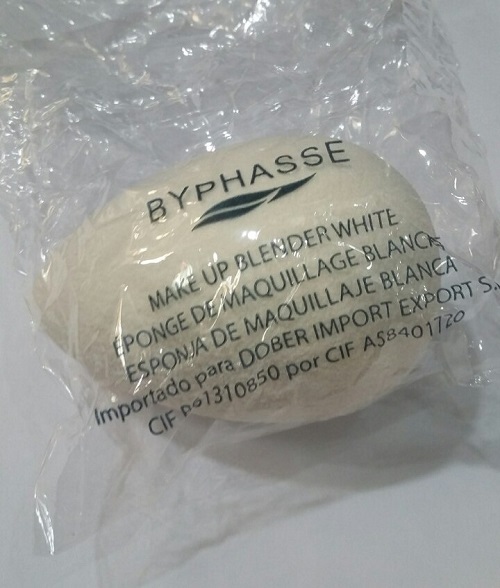 BYPHASSE
MAKE UP BLENDER WHITE
ÉPONGE DE MAQUILLAGE BLANCK
ESPONJA DE MAQUILLAJE BLANCA
Importado para DOBER IMPORT EXPORT S.
CIF por CIF A58401720